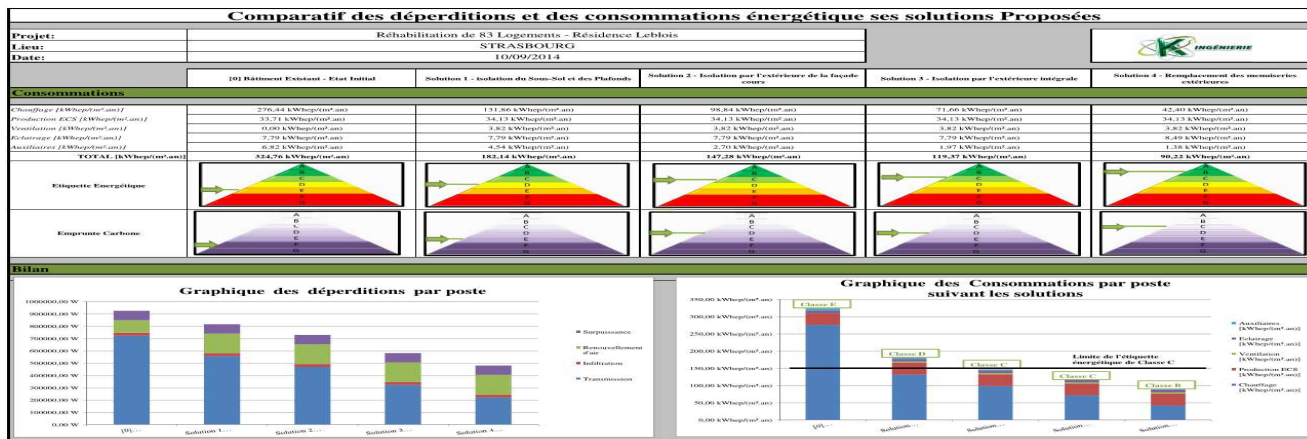 Comparatif des déperditions et des consommations énergétique ses solutions Proposées
Projet: Réhabilitation de 83 Logements - Résidence Leblois
Lieu: STRASBOURG
Date: 10/09/2014
K INGÉNIERIE
[0] Bâtiment Existant - Etat Initial
Solution 1 - isolation du Sous-Sol et des Plafonds
Solution 2 - Isolation par l'extérieure de la façade cours
Solution 3 - Isolation par l'extérieure intégrale
Solution 4 - Remplacement des menuiseries extérieures
Consommations
Chauffage [kWhep/(m².an)] 276,44 kWhep/(m².an) 131,86 kWhep/(m².an) 98,84 kWhep/(m².an) 71,66 kWhep/(m².an) 42,40 kWhep/(m².an)
Production ECS [kWhep/(m².an)] 33,71 kWhep/(m².an) 34,13 kWhep/(m².an) 34,13 kWhep/(m².an) 34,13 kWhep/(m².an) 34,13 kWhep/(m².an)
Ventilation [kWhep/(m².an)] 0,00 kWhep/(m².an) 3,82 kWhep/(m².an) 3,82 kWhep/(m².an) 3,82 kWhep/(m².an) 3,82 kWhep/(m².an)
Eclairage [kWhep/(m².an)] 7,79 kWhep/(m².an) 7,79 kWhep/(m².an) 7,79 kWhep/(m².an) 7,79 kWhep/(m².an) 8,49 kWhep/(m².an)
Auxiliaires [kWhep/(m².an)] 6,82 kWhep/(m².an) 4,54 kWhep/(m².an) 2,70 kWhep/(m².an) 1,97 kWhep/(m².an) 1,38 kWhep/(m².an)
TOTAL [kWhep/(m².an)] 324,76 kWhep/(m².an) 182,14 kWhep/(m².an) 147,28 kWhep/(m².an) 119,37 kWhep/(m².an) 90,22 kWhep/(m².an)
Etiquette Energétique
Emprunte Carbone
Bilan
Graphique des déperditions par poste
1000000,00 W
900000,00 W
800000,00 W
700000,00 W
600000,00 W
500000,00 W
400000,00 W
300000,00 W
200000,00 W
100000,00 W
0,00 W
[0]... Solution 1... Solution 2... Solution 3... Solution 4...
Surpuissance
Renouvellement
d'air
Infiltration
Transmission
Graphique des Consommations par poste
suivant les solutions
350,00 kWhep/(m².an)
300,00 kWhep/(m².an)
250,00 kWhep/(m².an)
200,00 kWhep/(m².an)
150,00 kWhep/(m².an)
100,00 kWhep/(m².an)
50,00 kWhep/(m².an)
0,00 kWhep/(m².an)
Classe E
Classe D
Classe C
Classe C
Classe B
Limite de l'étiquette
énergétique de Classe C
[0]... Solution... Solution... Solution... Solution...
Auxiliaires
[kWhep/(m².an)]
Eclairage
[kWhep/(m².an)]
Ventilation
[kWhep/(m².an)]
Production ECS
[kWhep/(m².an)]
Chauffage
[kWhep/(m².an)]